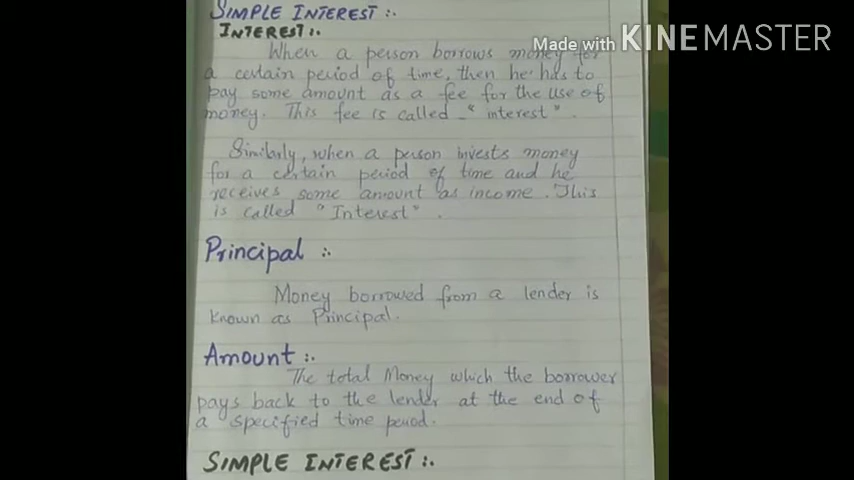 SIMPLE INTEREST :.
INTEREST:.
Made with KINEMASTER
When a person borrows money for
a certain period of time, then he has to
pay some amount as a fee for the use of
money. This fee is called "interest".
Similarly, when a person invests money
for a certain period of time and he
receives some amount as income. This
is called "Interest".
Principal :.
Money borrowed from a lender is
known as Principal.
Amount :.
The total Money which the borrower
pays back to the lender at the end of
a specified time period.
SIMPLE INTEREST:.